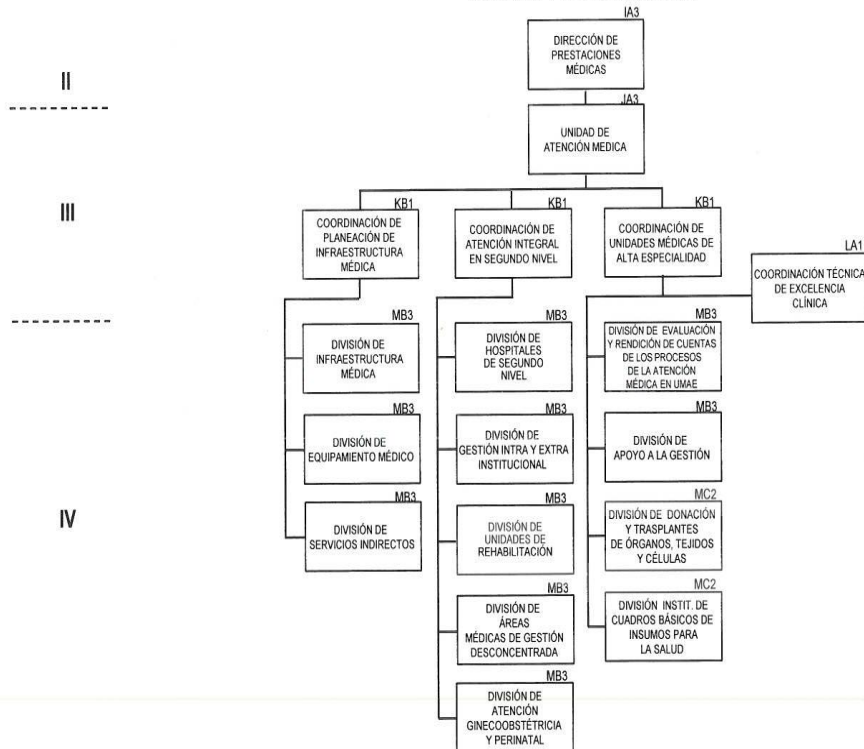 IA3
DIRECCIÓN DE
PRESTACIONES
MÉDICAS
II
JA3
UNIDAD DE
ATENCIÓN MEDICA
III
KB1
COORDINACIÓN DE
PLANEACIÓN DE
INFRAESTRUCTURA
MÉDICA
KB1
COORDINACIÓN DE
ATENCIÓN INTEGRAL
EN SEGUNDO NIVEL
KB1
COORDINACIÓN DE
UNIDADES MÉDICAS DE
ALTA ESPECIALIDAD
LA1
COORDINACIÓN TÉCNICA
DE EXCELENCIA
CLÍNICA
MB3
DIVISIÓN DE
INFRAESTRUCTURA
MÉDICA
MB3
DIVISIÓN DE
HOSPITALES
DE SEGUNDO
NIVEL
MB3
DIVISIÓN DE EVALUACIÓN
Y RENDICIÓN DE CUENTAS
DE LOS PROCESOS
DE LA ATENCIÓN
MÉDICA EN UMAE
MB3
DIVISIÓN DE
EQUIPAMIENTO MÉDICO
MB3
DIVISIÓN DE
GESTIÓN INTRA Y EXTRA
INSTITUCIONAL
MB3
DIVISIÓN DE
APOYO A LA GESTIÓN
IV
MB3
DIVISIÓN DE
SERVICIOS INDIRECTOS
MB3
DIVISIÓN DE
UNIDADES DE
REHABILITACIÓN
MC2
DIVISIÓN DE DONACIÓN
Y TRASPLANTES
DE ÓRGANOS, TEJIDOS
Y CÉLULAS
MB3
DIVISIÓN DE
ÁREAS
MÉDICAS DE GESTIÓN
DESCONCENTRADA
MC2
DIVISIÓN INSTIT. DE
CUADROS BÁSICOS DE
INSUMOS PARA
LA SALUD
MB3
DIVISIÓN DE
ATENCIÓN
GINECOOBSTÉTRICIA
Y PERINATAL